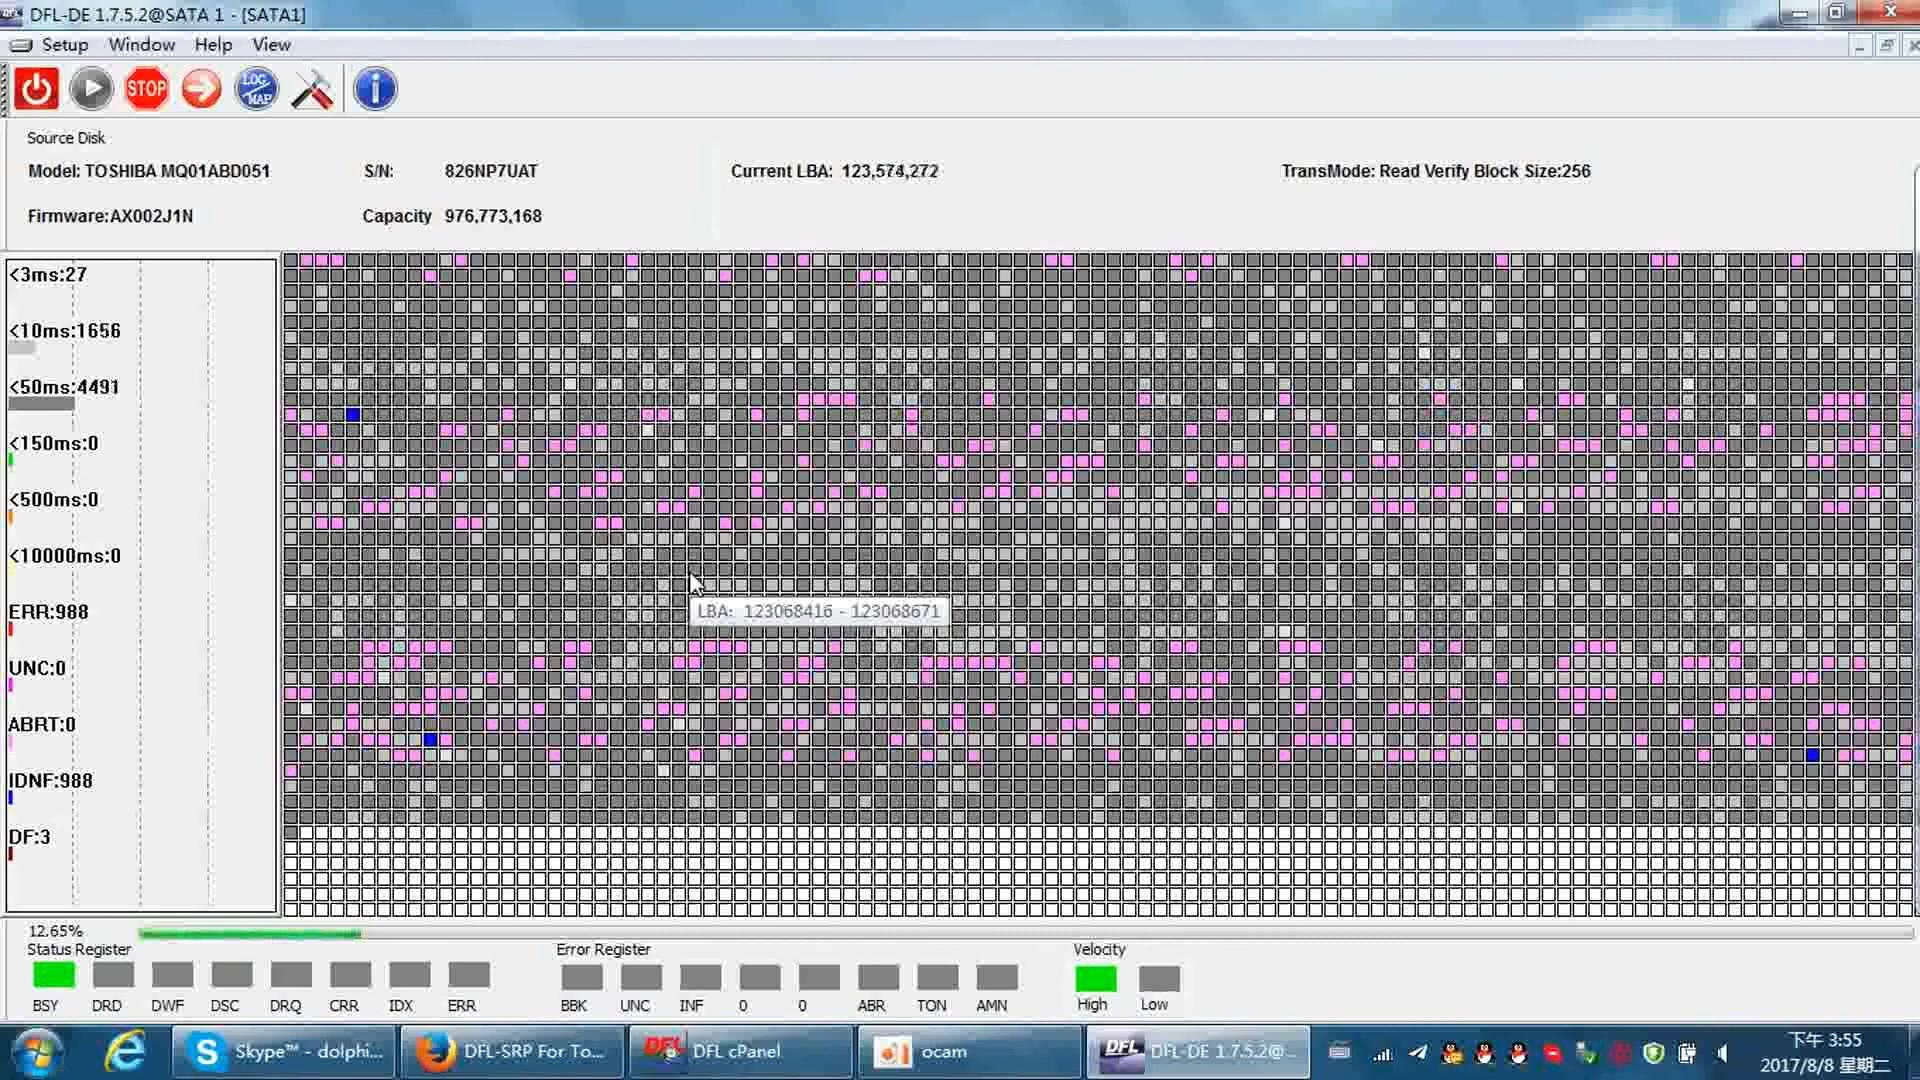 DFL-DE 1.7.5.2@SATA 1 - [SATA1]
Setup Window Help View
STOP LOG MAP
Source Disk
Model: TOSHIBA MQ01ABD051 S/N: 826NP7UAT Current LBA: 123,574,272 TransMode: Read Verify Block Size:256
Firmware:AX002J1N Capacity 976,773,168
<3ms:27
<10ms:1656
<50ms:4491
<150ms:0
<500ms:0
<10000ms:0
ERR:988
UNC:0
ABRT:0
IDNF:988
DF:3
LBA: 123068416 - 123068671
12.65%
Status Register Error Register Velocity
BSY DRD DWF DSC DRQ CRR IDX ERR BBK UNC INF 0 0 ABR TON AMN High Low
Skype™ - dolphi... DFL-SRP For To... DFL DFL cPanel ocam DFL DFL-DE 1.7.5.2@... 下午 3:55
2017/8/8 星期二